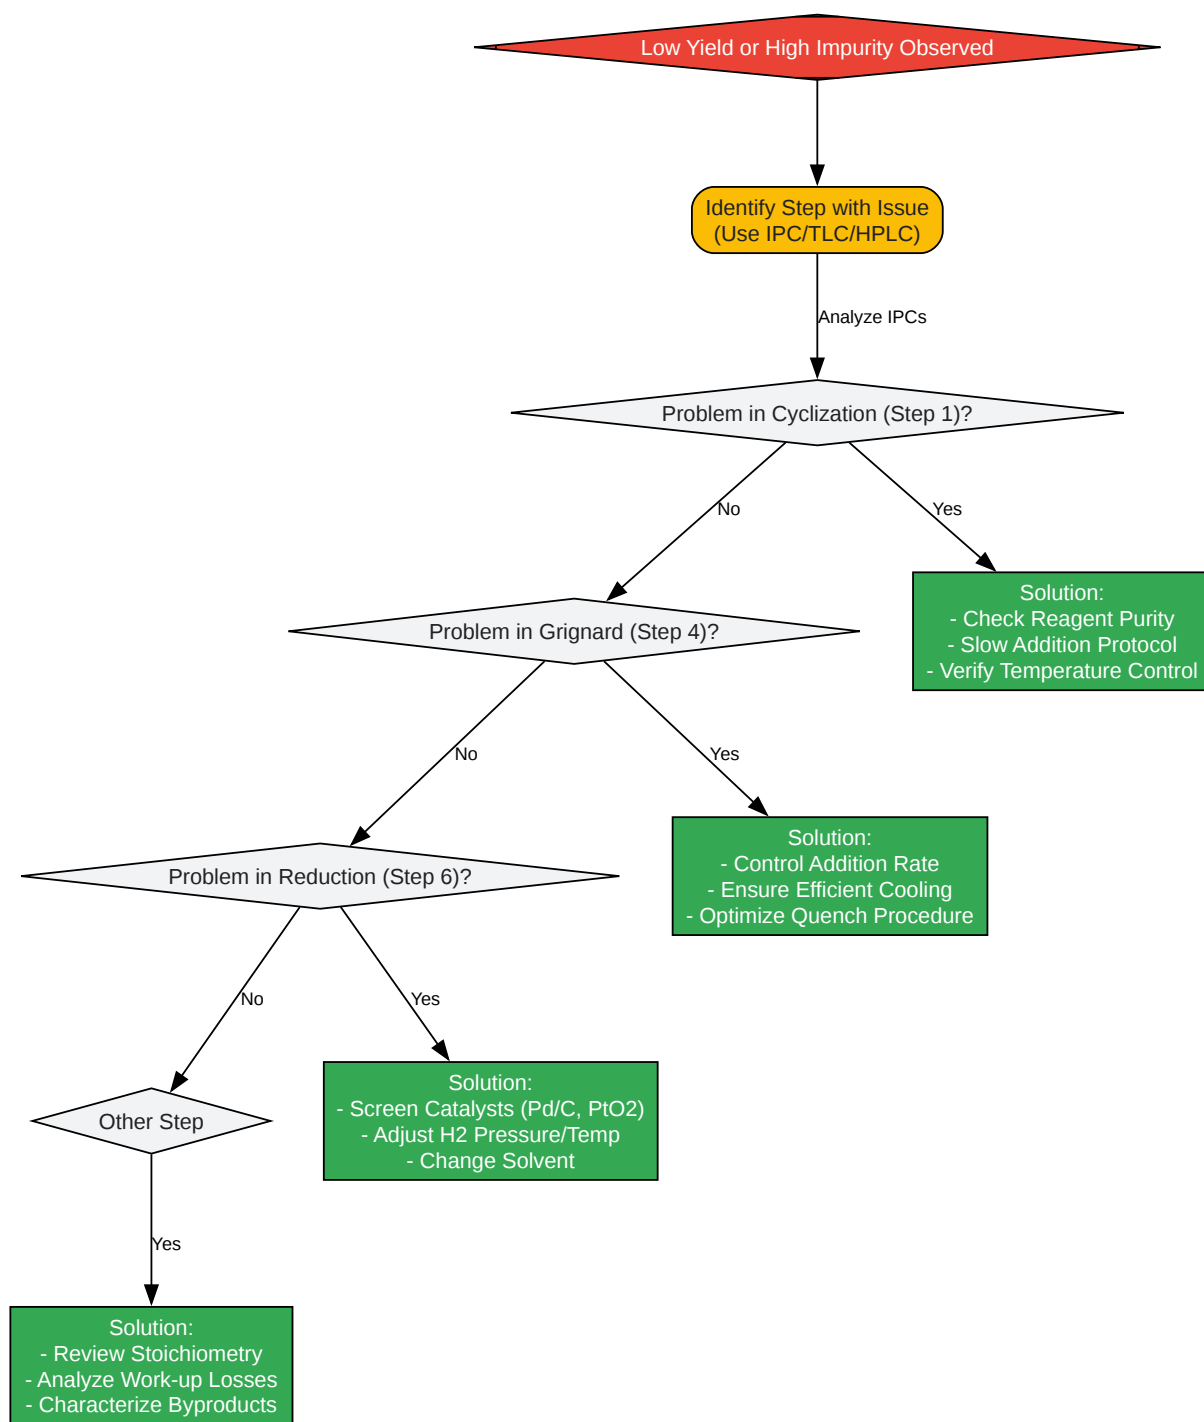 Low Yield or High Impurity Observed
Identify Step with Issue
(Use IPC/TLC/HPLC)
Analyze IPCs
Problem in Cyclization (Step 1)?
No
Yes
Solution:
- Check Reagent Purity
- Slow Addition Protocol
- Verify Temperature Control
Problem in Grignard (Step 4)?
No
Yes
Solution:
- Control Addition Rate
- Ensure Efficient Cooling
- Optimize Quench Procedure
Problem in Reduction (Step 6)?
No
Yes
Solution:
- Screen Catalysts (Pd/C, PtO2)
- Adjust H2 Pressure/Temp
- Change Solvent
Other Step
Yes
Solution:
- Review Stoichiometry
- Analyze Work-up Losses
- Characterize Byproducts